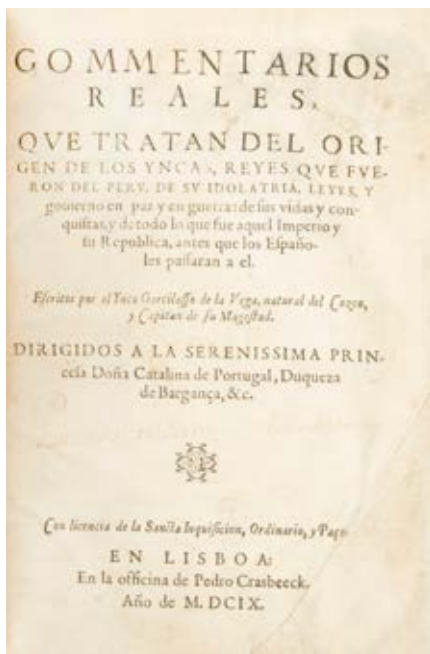 COMMENTARIOS
REALES,
QVE TRATAN DEL ORI-
GEN DE LOS YNCAS, REYES QVE FVE-
RON DEL PERV, DE SV IDOLATRIA, LEYES, Y
gouierno en paz y en guerra: de sus vidas y con-
quistas, y de todo lo que fue aquel Imperio y
su Republica, antes que los Españo-
les passaran a el.
Escritos por el Ynca Garcilasso de la Vega, natural del Cozco,
y Capitan de su Magestad.
DIRIGIDOS A LA SERENISSIMA PRIN-
cesa Doña Catalina de Portugal, Duqueza
de Bargança, &c.
Con licencia de la Sancta Inquisicion, Ordinario, y Paço.
EN LISBOA:
En la officina de Pedro Crasbeeck.
Año de M. DCIX.